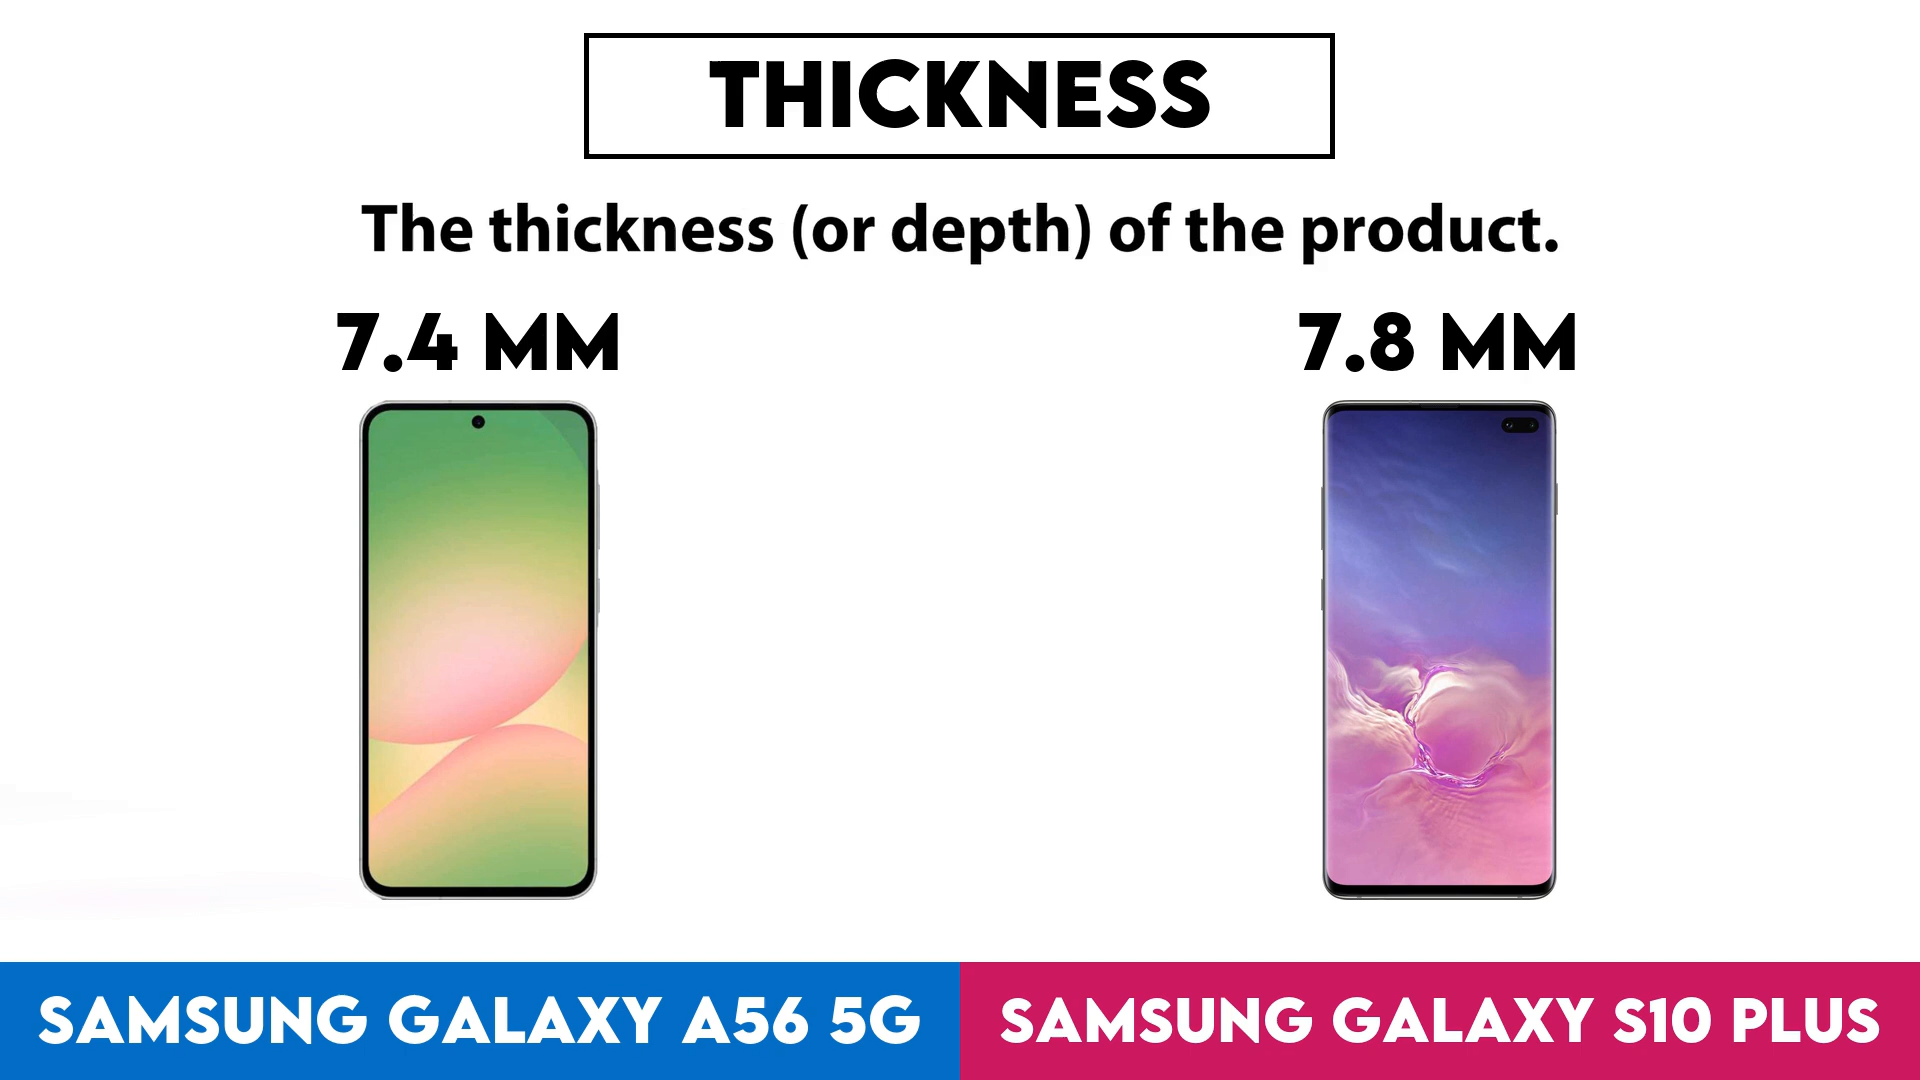 THICKNESS
The thickness (or depth) of the product.
7.4 MM
7.8 MM
SAMSUNG GALAXY A56 5G
SAMSUNG GALAXY S10 PLUS